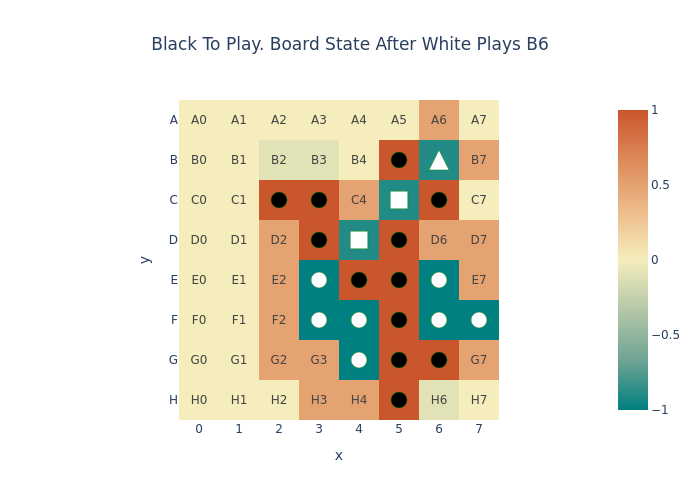 Black To Play. Board State After White Plays B6
A A0 A1 A2 A3 A4 A5 A6 A7
B B0 B1 B2 B3 B4 B7
C C0 C1 C4 C7
D D0 D1 D2 D6 D7
E E0 E1 E2 E7
F F0 F1 F2
G G0 G1 G2 G3 G7
H H0 H1 H2 H3 H4 H6 H7
0 1 2 3 4 5 6 7
x
y
1
0.5
0
−0.5
−1